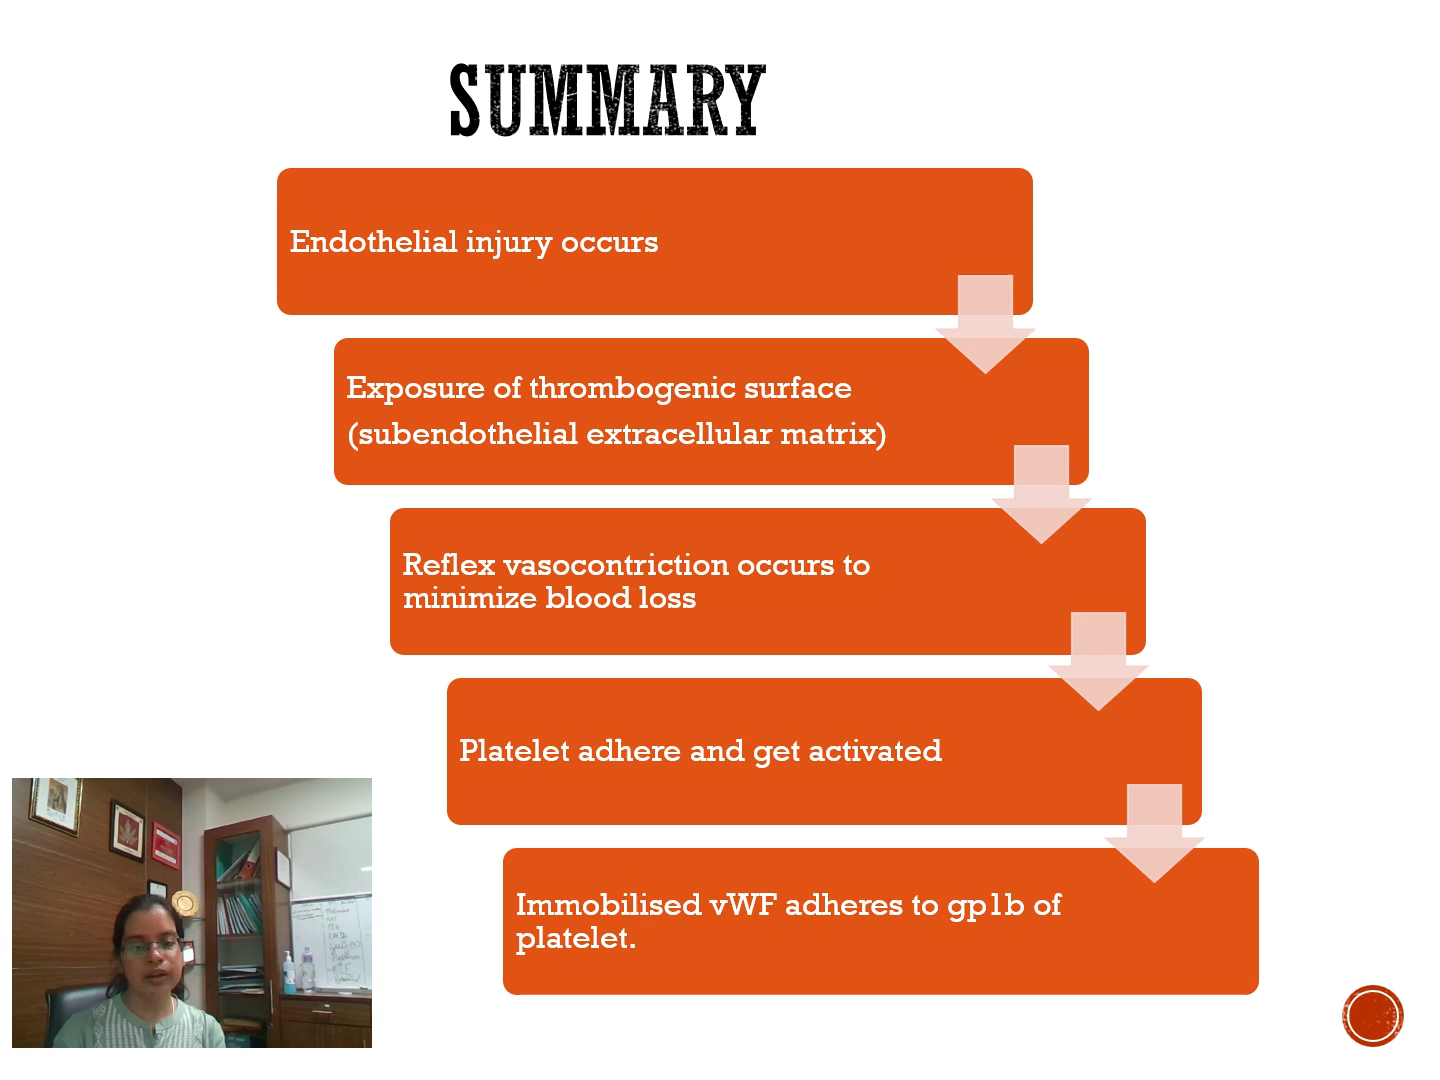 SUMMARY
Endothelial injury occurs
Exposure of thrombogenic surface
(subendothelial extracellular matrix)
Reflex vasocontriction occurs to
minimize blood loss
Platelet adhere and get activated
Immobilised vWF adheres to gp1b of
platelet.